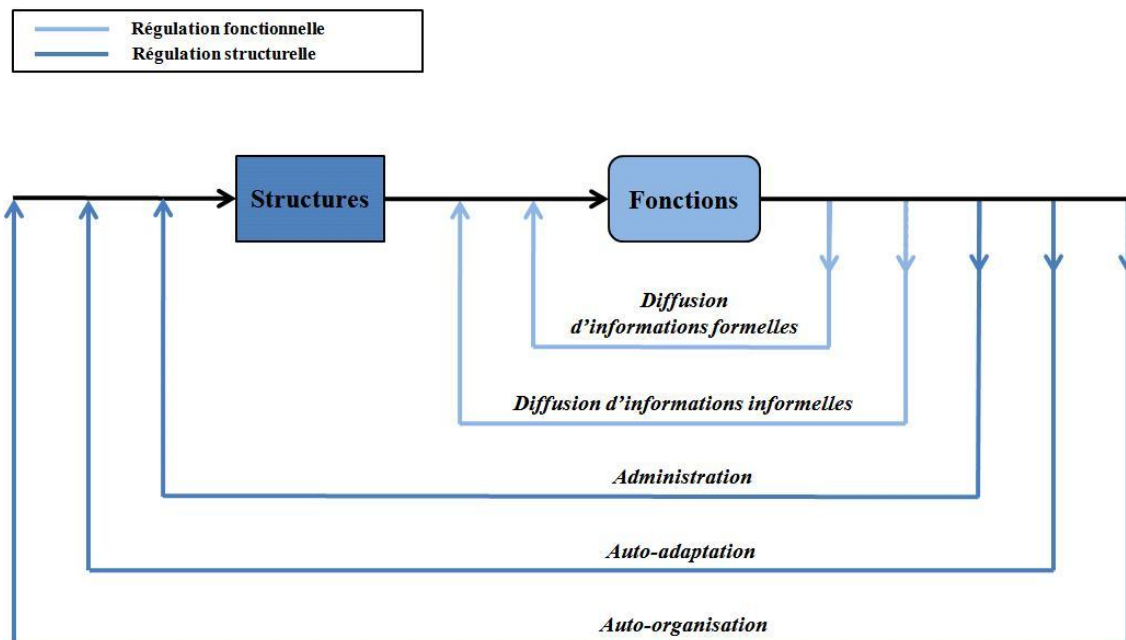 Régulation fonctionnelle
Régulation structurelle
Structures
Fonctions
Diffusion
d’informations formelles
Diffusion d’informations informelles
Administration
Auto-adaptation
Auto-organisation